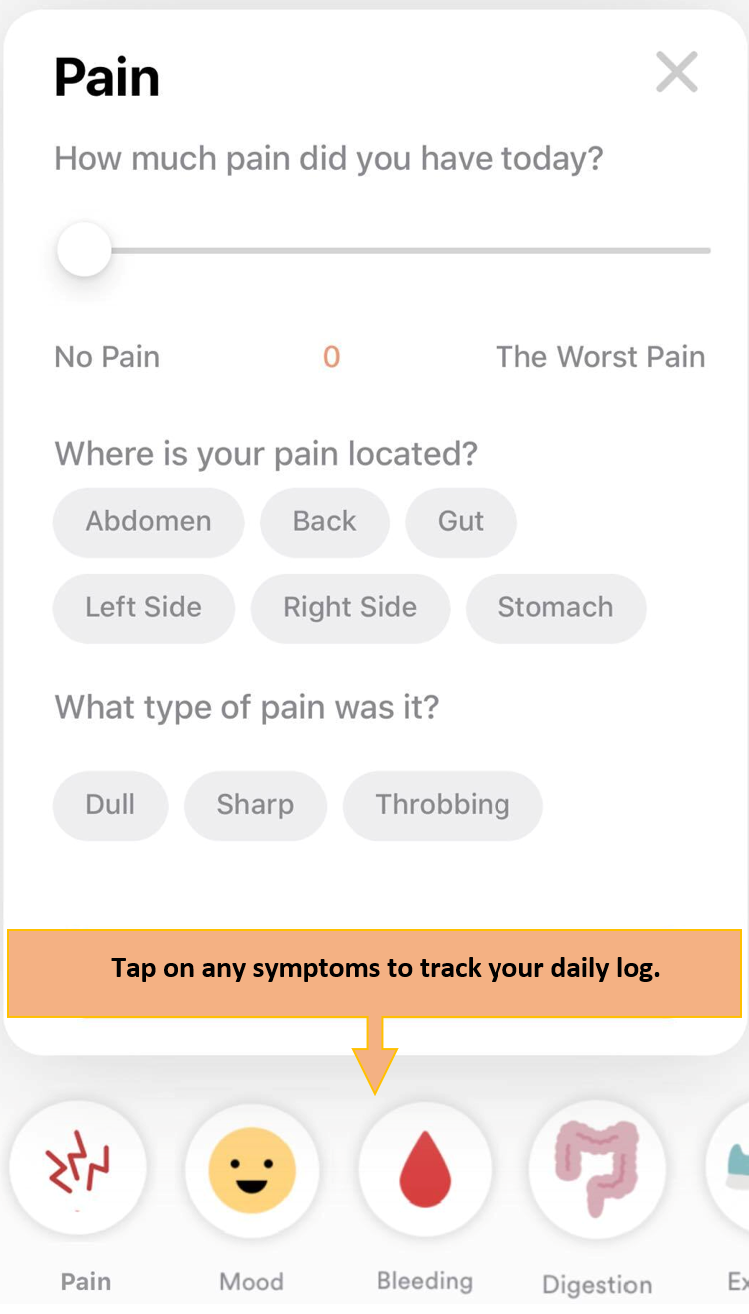 Pain
How much pain did you have today?
No Pain 0 The Worst Pain
Where is your pain located?
Abdomen Back Gut
Left Side Right Side Stomach
What type of pain was it?
Dull Sharp Throbbing
Tap on any symptoms to track your daily log.
Pain Mood Bleeding Digestion Ex